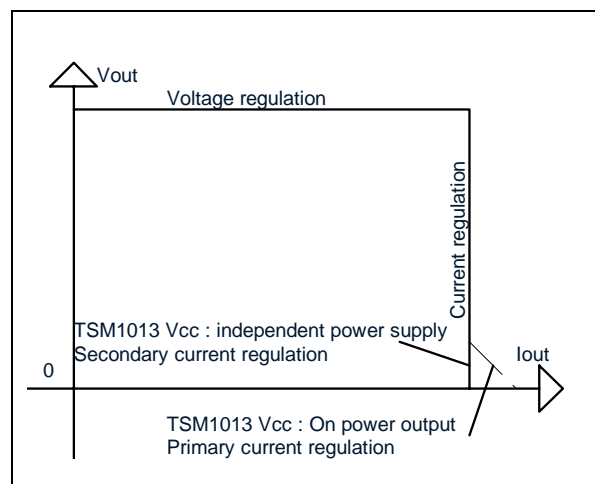 Vout
Voltage regulation
Current regulation
TSM1013 Vcc : independent power supply
Secondary current regulation
0
Iout
TSM1013 Vcc : On power output
Primary current regulation